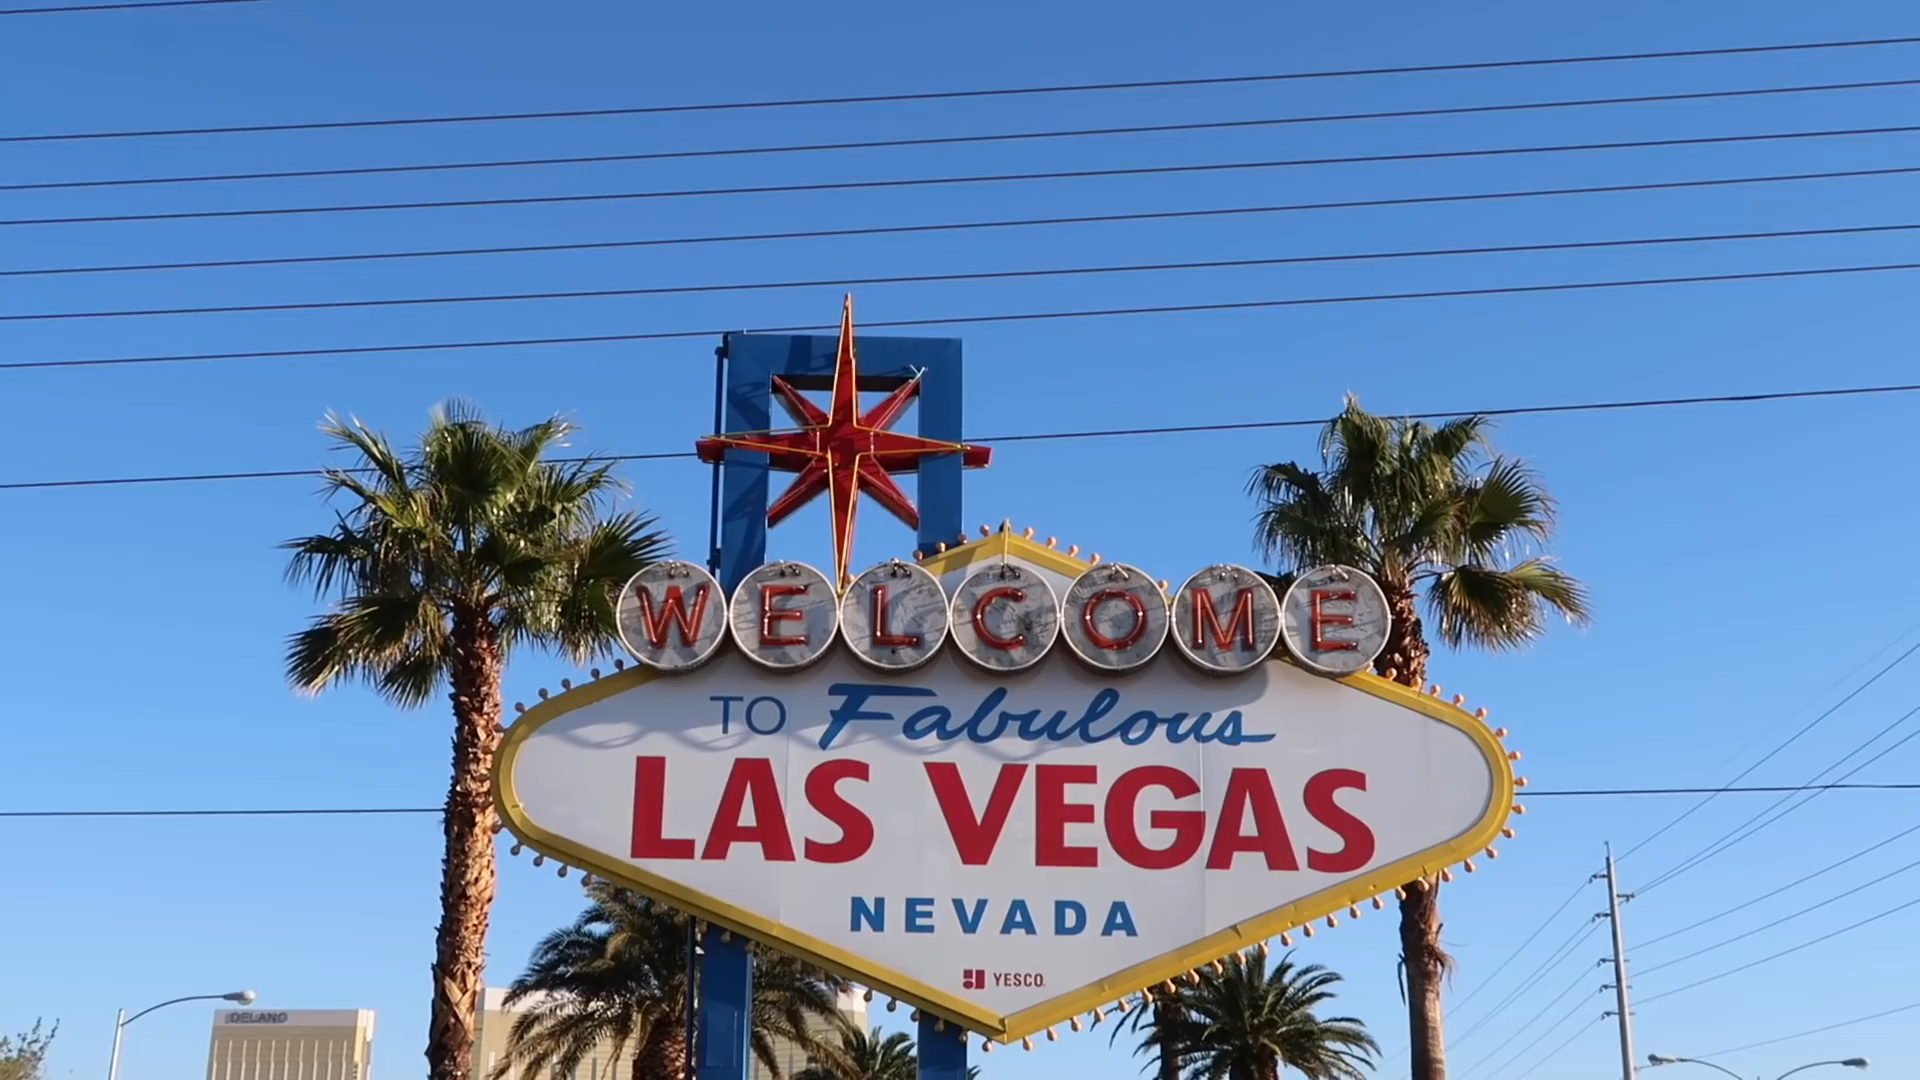 WELCOME
TO Fabulous
LAS VEGAS
NEVADA
YESCO
DELANO